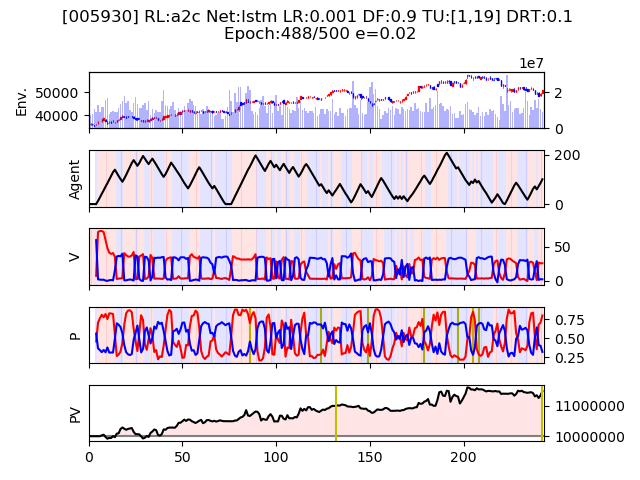 [005930] RL:a2c Net:lstm LR:0.001 DF:0.9 TU:[1,19] DRT:0.1
Epoch:488/500 e=0.02
1e7
Env.
50000
40000
2
0
Agent
200
0
V
50
0
P
0.75
0.50
0.25
PV
11000000
10000000
0
50
100
150
200